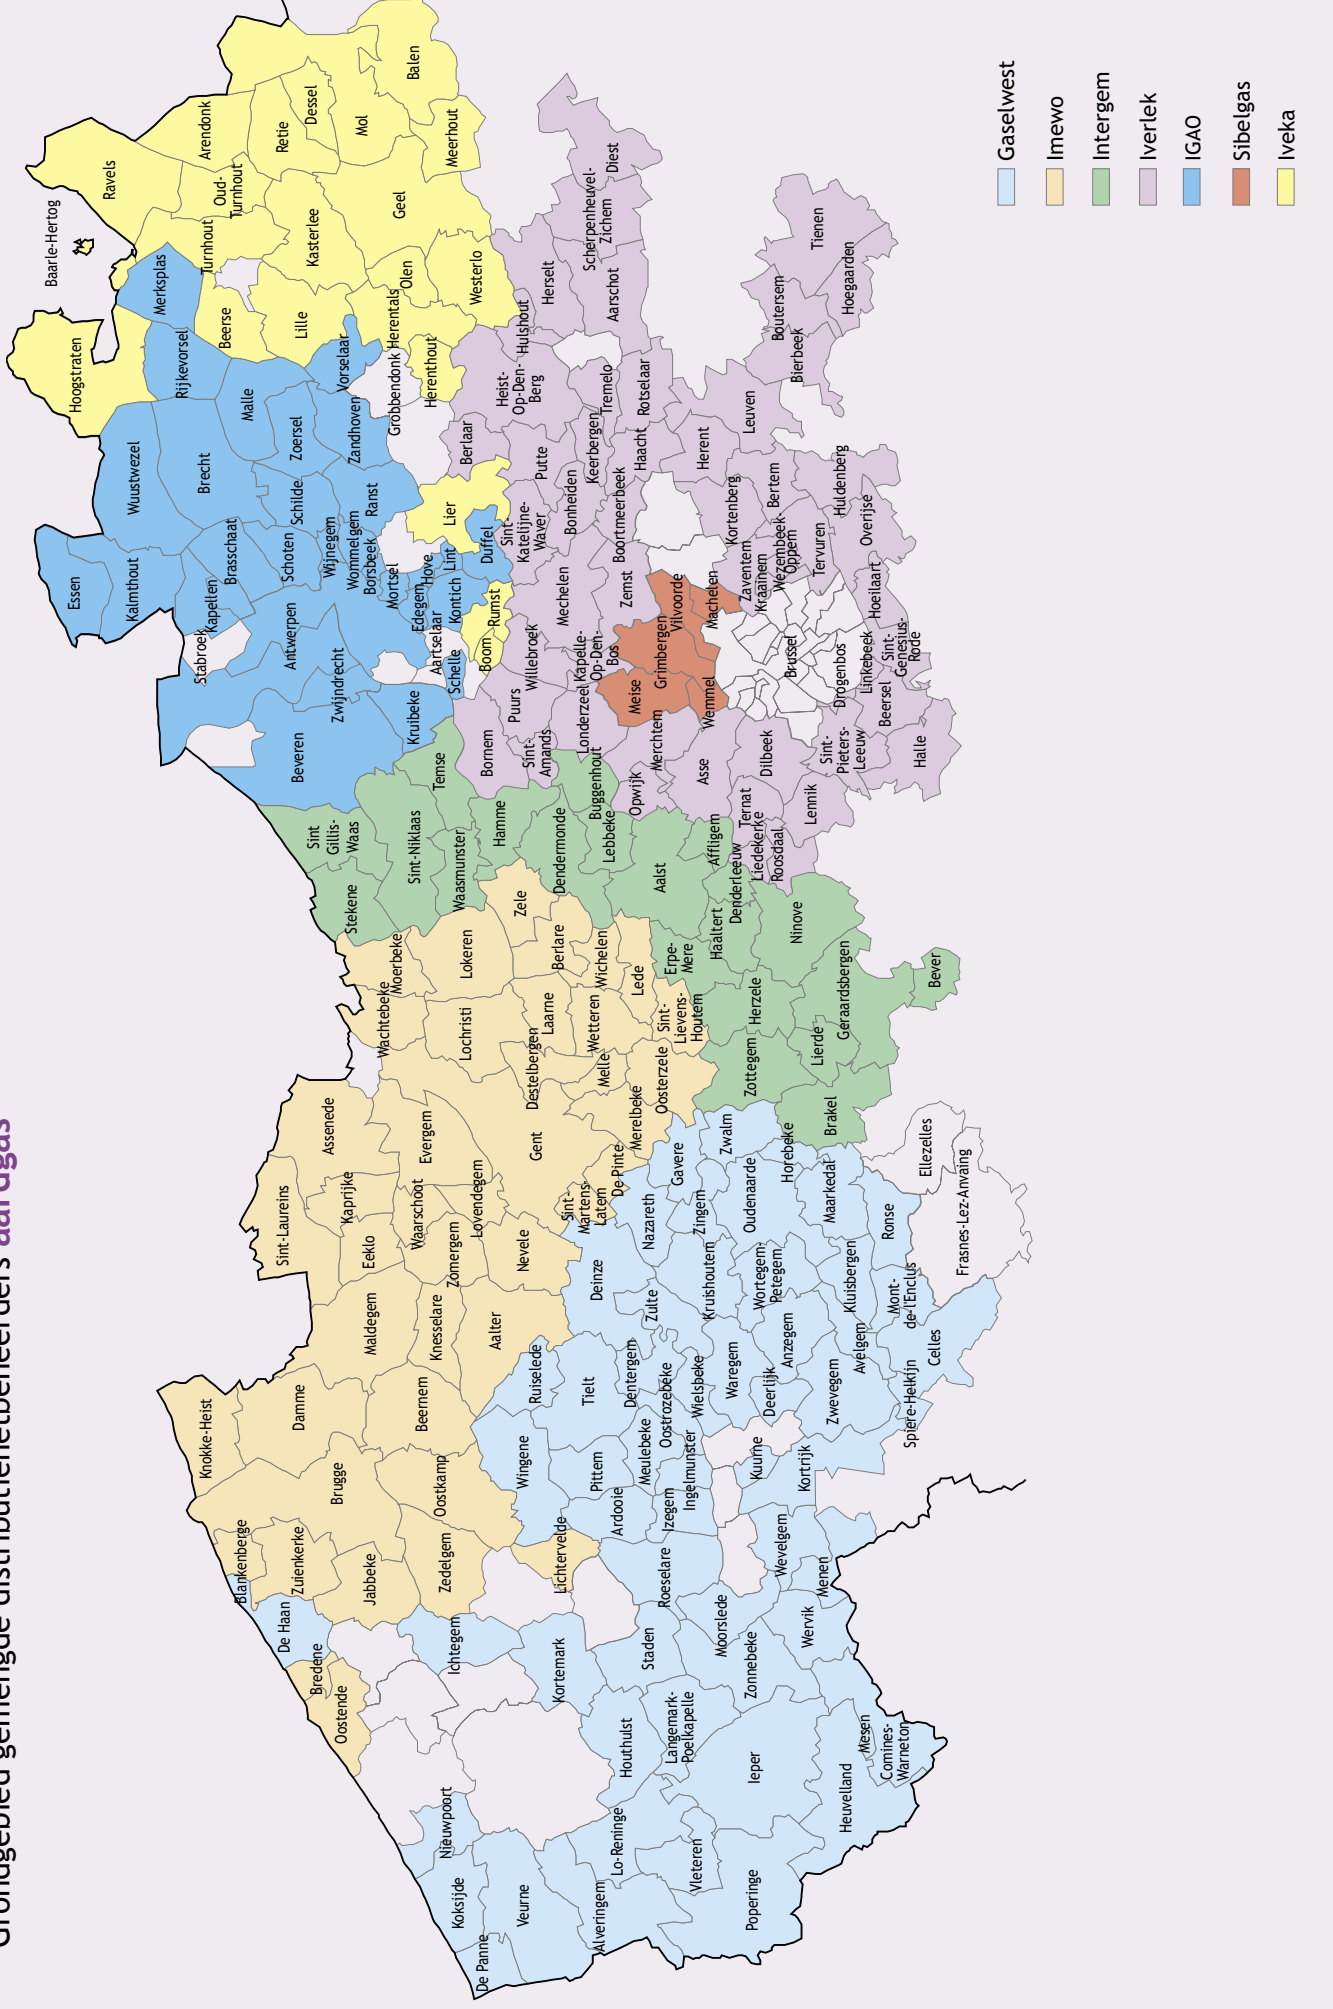 Grondgebied gemengde distributienetbeheerders aardgas
Baarle-Hertog
Hoogstraten
Ravels
Merksplas
Arendonk
Oud-
Turnhout
Turnhout
Retie
Dessel
Mol
Balen
Meerhout
Geel
Kasterlee
Beerse
Lille
Rijkevorsel
Olen
Westerlo
Herentals
Herenthout
Grobbendonk
Vorselaar
Malle
Zoersel
Zandhoven
Wuustwezel
Brecht
Schilde
Ranst
Essen
Kalmthout
Kapellen
Brasschaat
Schoten
Wijnegem
Wommelgem
Borsbeek
Mortsel
Hove
Edegem
Lint
Kontich
Duffel
Lier
Stabroek
Antwerpen
Zwijndrecht
Aartselaar
Schelle
Boom
Rumst
Beveren
Kruibeke
Berlaar
Heist-
Op-Den-
Berg
Hulshout
Herselt
Scherpenheuvel-
Zichem
Diest
Aarschot
Putte
Sint-
Katelijne-
Waver
Bonheiden
Keerbergen
Tremelo
Rotselaar
Haacht
Boortmeerbeek
Mechelen
Zemst
Willebroek
Puurs
Bornem
Sint-
Amands
Londerzeel
Kapelle-
Op-Den-
Bos
Meise
Grimbergen
Vilvoorde
Machelen
Wemmel
Merchtem
Opwijk
Asse
Dilbeek
Ternat
Liedekerke
Roosdaal
Lennik
Sint-
Pieters-
Leeuw
Halle
Beersel
Drogenbos
Linkebeek
Sint-
Genesius-
Rode
Brussel
Hoeilaart
Overijse
Huldenberg
Tervuren
Wezembeek-
Oppem
Kraainem
Zaventem
Kortenberg
Bertem
Herent
Leuven
Bierbeek
Boutersem
Hoegaarden
Tienen
Temse
Sint
Gillis-
Waas
Sint-Niklaas
Stekene
Waasmunster
Hamme
Dendermonde
Buggenhout
Lebbeke
Aalst
Affligem
Denderleeuw
Haaltert
Erpe-
Mere
Ninove
Geraardsbergen
Herzele
Zottegem
Lierde
Brakel
Bever
Moerbeke
Wachtebeke
Lokeren
Zele
Berlare
Wichelen
Lede
Lochristi
Laarne
Wetteren
Sint-
Lievens-
Houtem
Destelbergen
Melle
Oosterzele
Merelbeke
Assenede
Evergem
Gent
De Pinte
Sint-
Martens-
Latem
Sint-Laureins
Kaprijke
Eeklo
Waarschoot
Lovendegem
Zomergem
Nevele
Maldegem
Knesselare
Aalter
Knokke-Heist
Damme
Beernem
Brugge
Oostkamp
Blankenberge
Zuienkerke
Jabbeke
Zedelgem
Lichtervelde
De Haan
Bredene
Oostende
Gavere
Zwalm
Horebeke
Nazareth
Zingem
Oudenaarde
Maarkedal
Ronse
Deinze
Zulte
Kruishoutem
Wortegem-
Petegem
Kluisbergen
Mont-
de-l'Enclus
Celles
Ellezelles
Frasnes-Lez-Anvaing
Ruiselede
Tielt
Dentergem
Oostrozebeke
Wielsbeke
Waregem
Anzegem
Deerlijk
Avelgem
Zwevegem
Spiere-Helkijn
Wingene
Pittem
Meulebeke
Ingelmunster
Ardooie
Izegem
Kuurne
Kortrijk
Wevelgem
Menen
Roeselare
Moorslede
Wervik
Ichtegem
Kortemark
Staden
Zonnebeke
Houthulst
Langemark-
Poelkapelle
Ieper
Mesen
Comines-
Warneton
Heuvelland
Nieuwpoort
Koksijde
Veurne
De Panne
Lo-Reninge
Alveringem
Vleteren
Poperinge
Gaselwest
Imewo
Intergem
Iverlek
IGAO
Sibelgas
Iveka